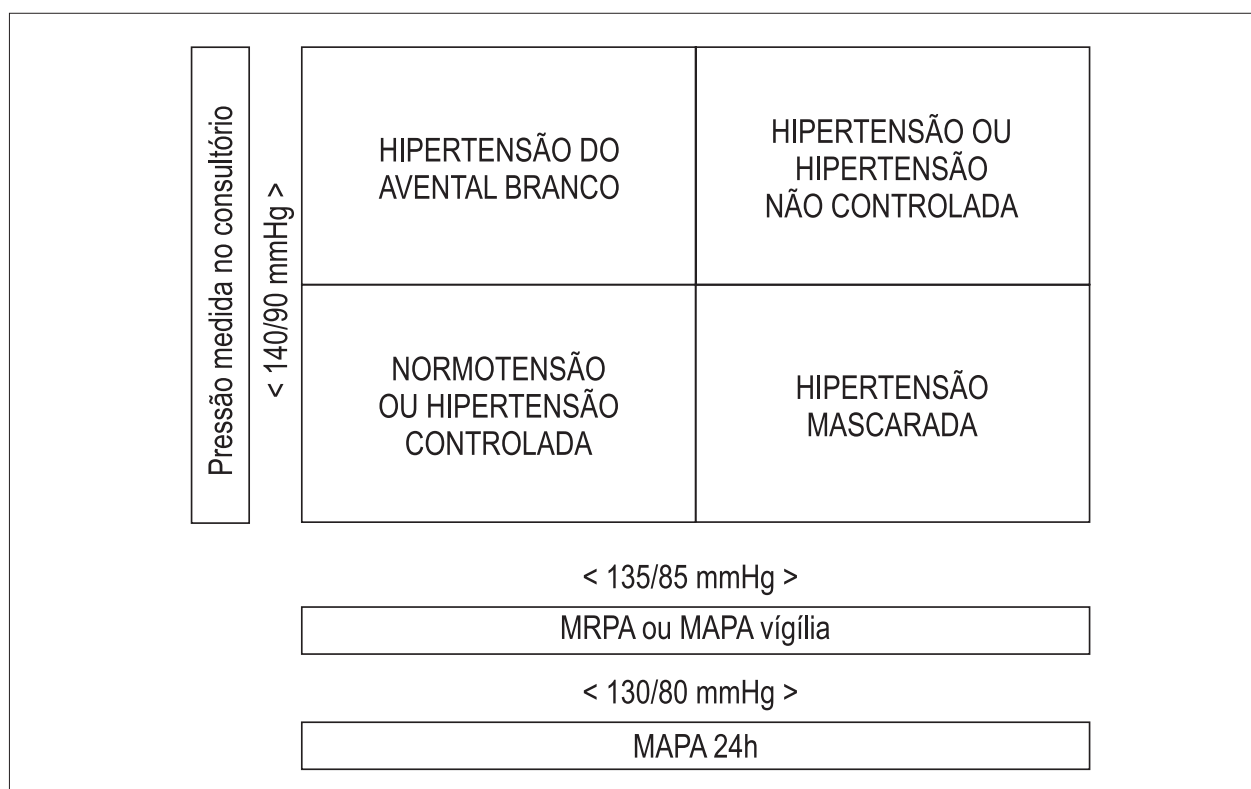 Pressão medida no consultório
< 140/90 mmHg >
HIPERTENSÃO DO
AVENTAL BRANCO
HIPERTENSÃO OU
HIPERTENSÃO
NÃO CONTROLADA
NORMOTENSÃO
OU HIPERTENSÃO
CONTROLADA
HIPERTENSÃO
MASCARADA
< 135/85 mmHg >
MRPA ou MAPA vígília
< 130/80 mmHg >
MAPA 24h